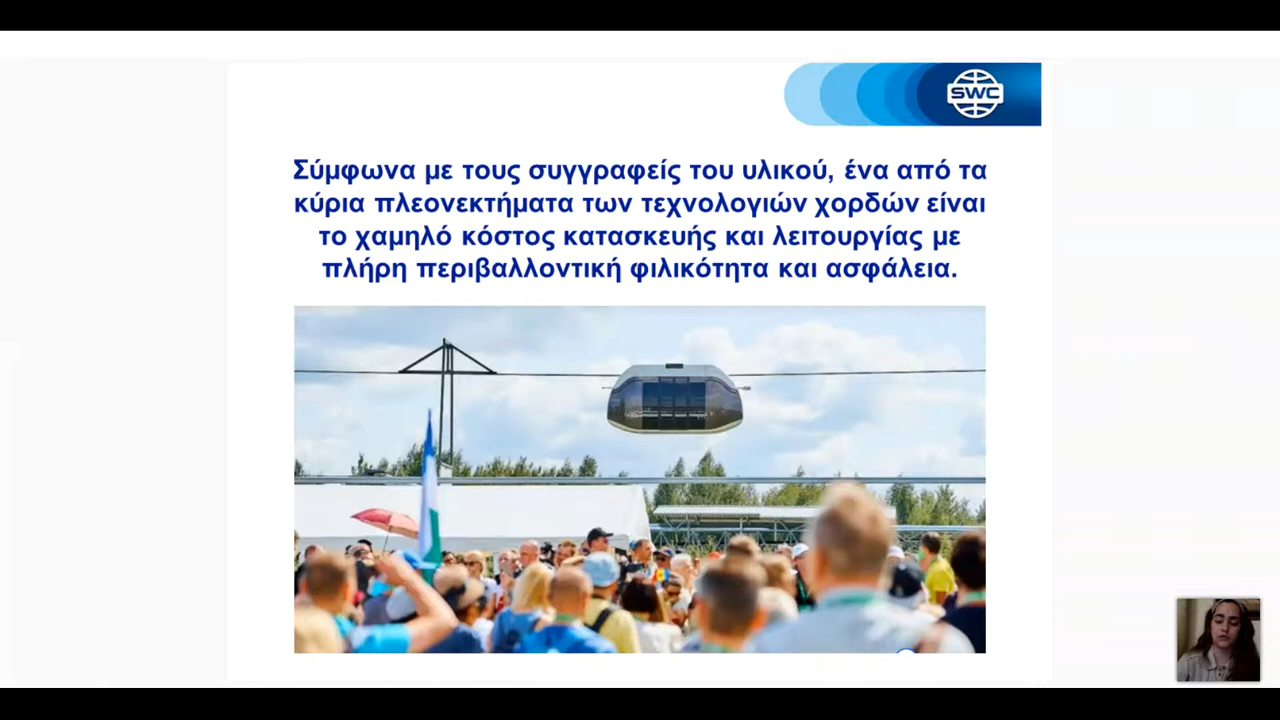 SWC
Σύμφωνα με τους συγγραφείς του υλικού, ένα από τα
κύρια πλεονεκτήματα των τεχνολογιών χορδών είναι
το χαμηλό κόστος κατασκευής και λειτουργίας με
πλήρη περιβαλλοντική φιλικότητα και ασφάλεια.